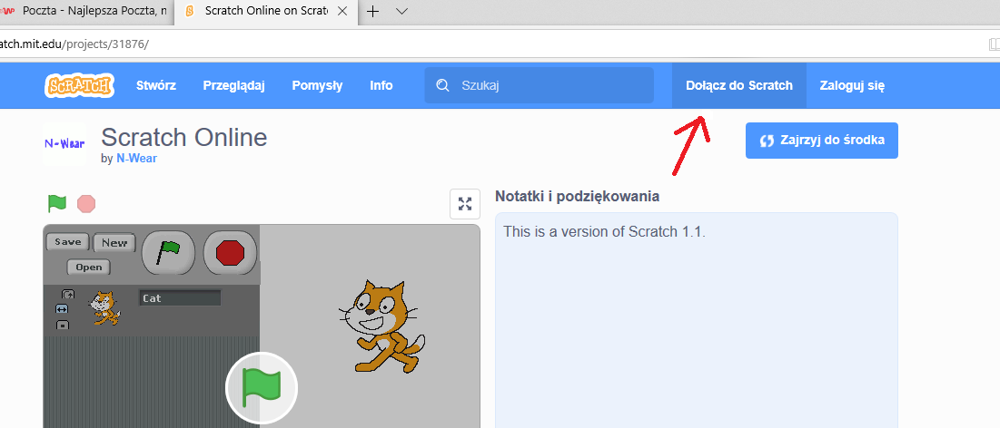 Poczta - Najlepsza Poczta, n
Scratch Online on Scrat
atch.mit.edu/projects/31876/
SCRATCH Stwórz Przeglądaj Pomysły Info Szukaj Dołącz do Scratch Zaloguj się
N-Wear
Scratch Online
by N-Wear
Zajrzyj do środka
Notatki i podziękowania
This is a version of Scratch 1.1.
Save New
Open
Cat